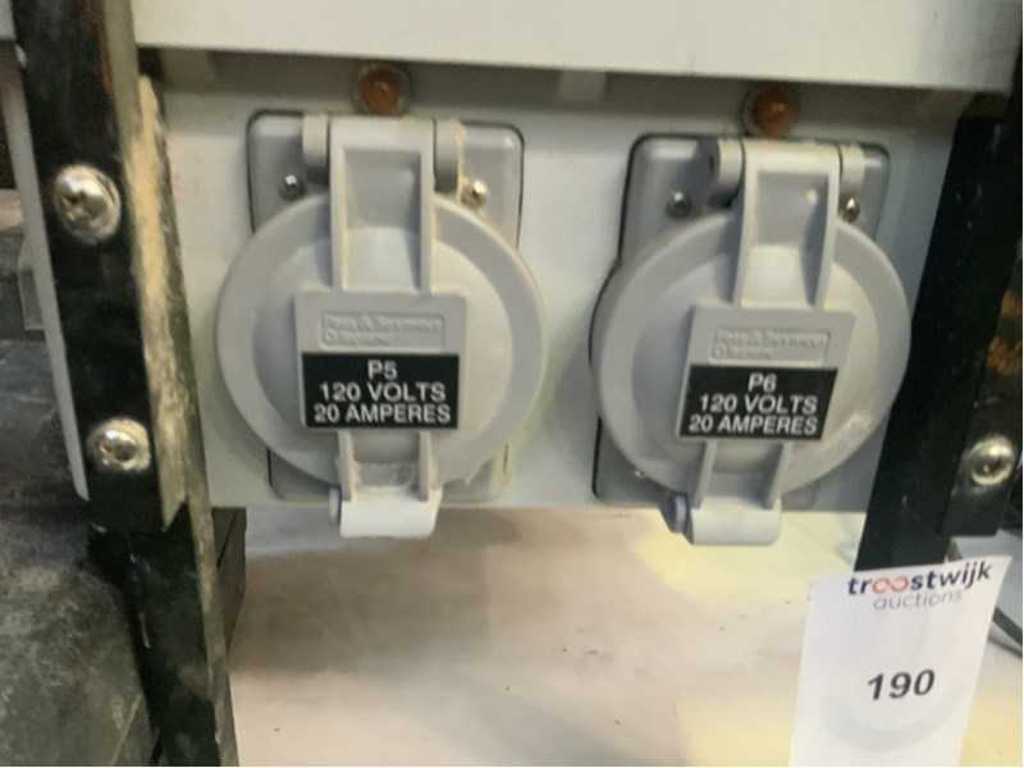 P5
120 VOLTS
20 AMPERES
P6
120 VOLTS
20 AMPERES
troostwijk
auctions
190